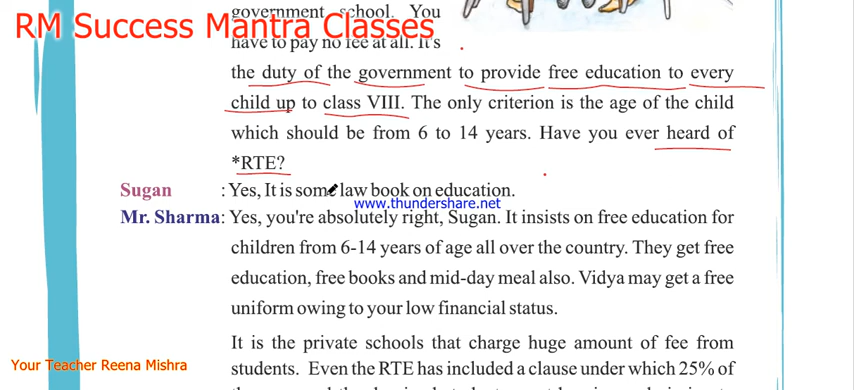 government school. You
RM Success Mantra Classes
have to pay no fee at all. It's
the duty of the government to provide free education to every
child up to class VIII. The only criterion is the age of the child
which should be from 6 to 14 years. Have you ever heard of
*RTE?
Sugan : Yes, It is some law book on education.
www.thundershare.net
Mr. Sharma: Yes, you're absolutely right, Sugan. It insists on free education for
children from 6-14 years of age all over the country. They get free
education, free books and mid-day meal also. Vidya may get a free
uniform owing to your low financial status.
It is the private schools that charge huge amount of fee from
Your Teacher Reena Mishra
students. Even the RTE has included a clause under which 25% of